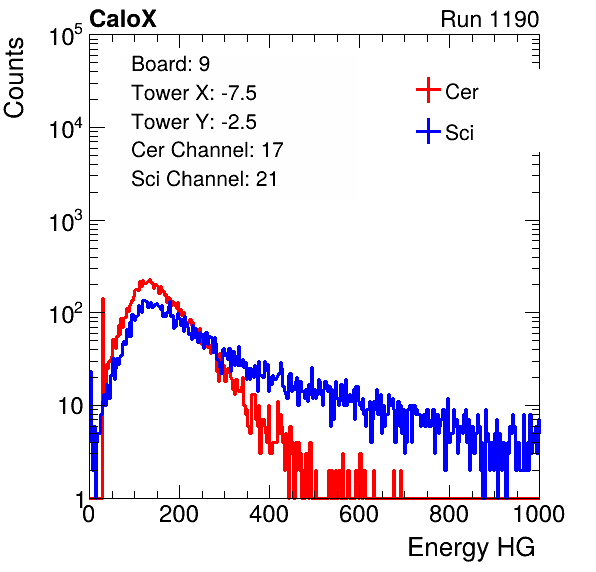 CaloX Run 1190
Counts
10^5
10^4
10^3
10^2
10
1
Board: 9
Tower X: -7.5
Tower Y: -2.5
Cer Channel: 17
Sci Channel: 21
Cer
Sci
0 200 400 600 800 1000
Energy HG